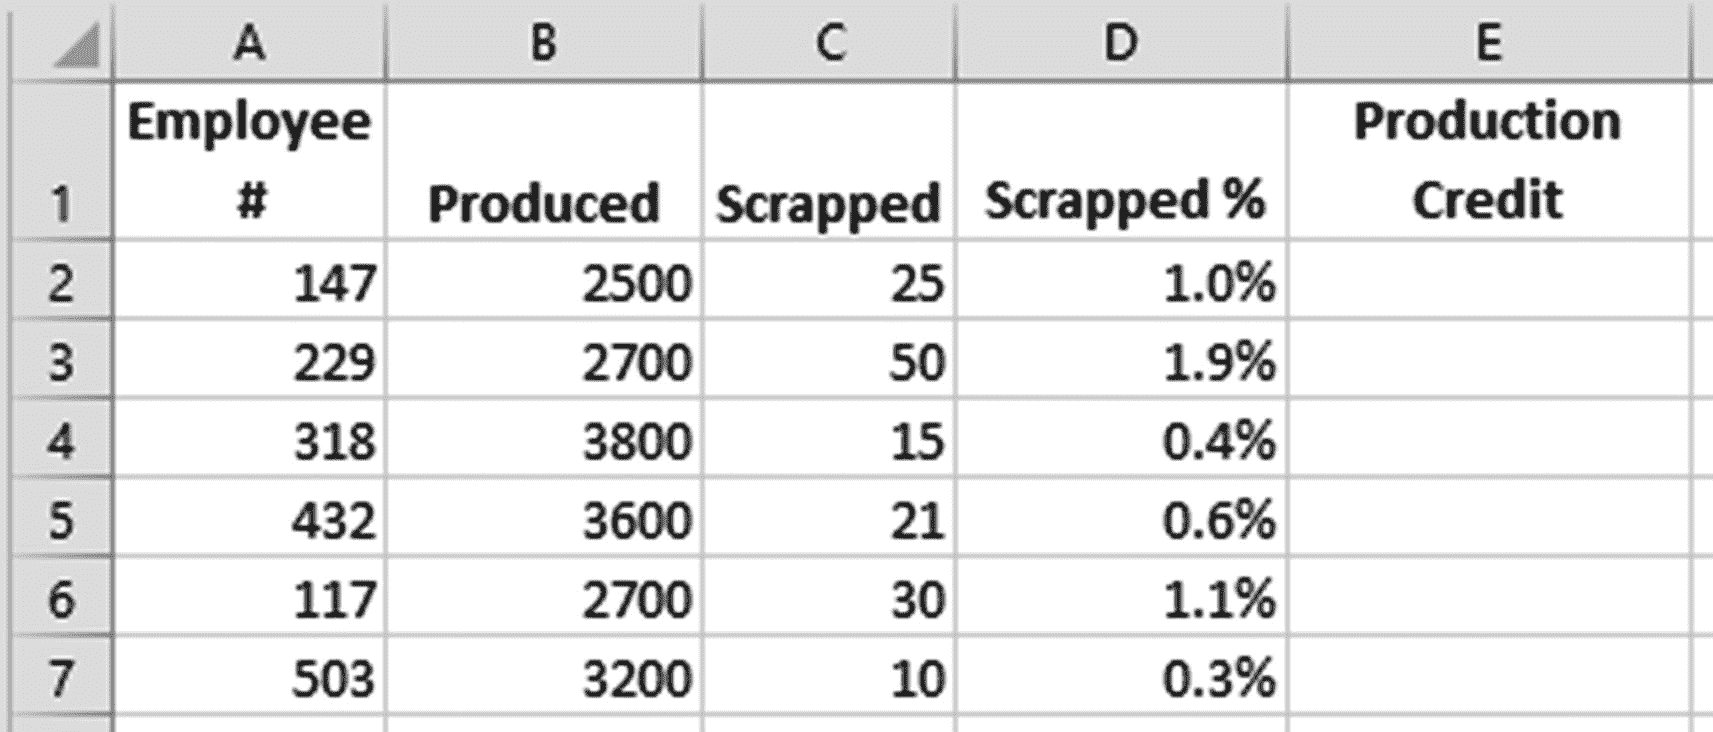 A B C D E
1 Employee # Produced Scrapped Scrapped % Production Credit
2 147 2500 25 1.0%
3 229 2700 50 1.9%
4 318 3800 15 0.4%
5 432 3600 21 0.6%
6 117 2700 30 1.1%
7 503 3200 10 0.3%